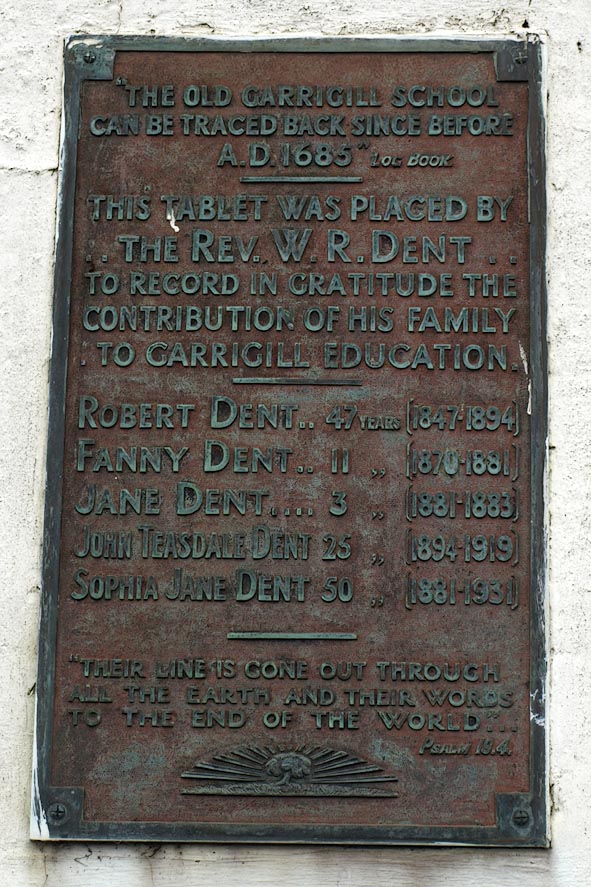 "THE OLD GARRIGILL SCHOOL
CAN BE TRACED BACK SINCE BEFORE
A.D. 1685" LOG BOOK
THIS TABLET WAS PLACED BY
.. THE REV. W. R. DENT ..
TO RECORD IN GRATITUDE THE
CONTRIBUTION OF HIS FAMILY
. TO GARRIGILL EDUCATION.
ROBERT DENT.. 47 YEARS (1847-1894)
FANNY DENT... 11 ,, (1870-1881)
JANE DENT..... 3 ,, (1881-1883)
JOHN TEASDALE DENT 25 ,, (1894-1919)
SOPHIA JANE DENT 50 ,, (1881-1931)
"THEIR LINE IS GONE OUT THROUGH
ALL THE EARTH AND THEIR WORDS
TO THE END OF THE WORLD"...
PSALM 19.4.